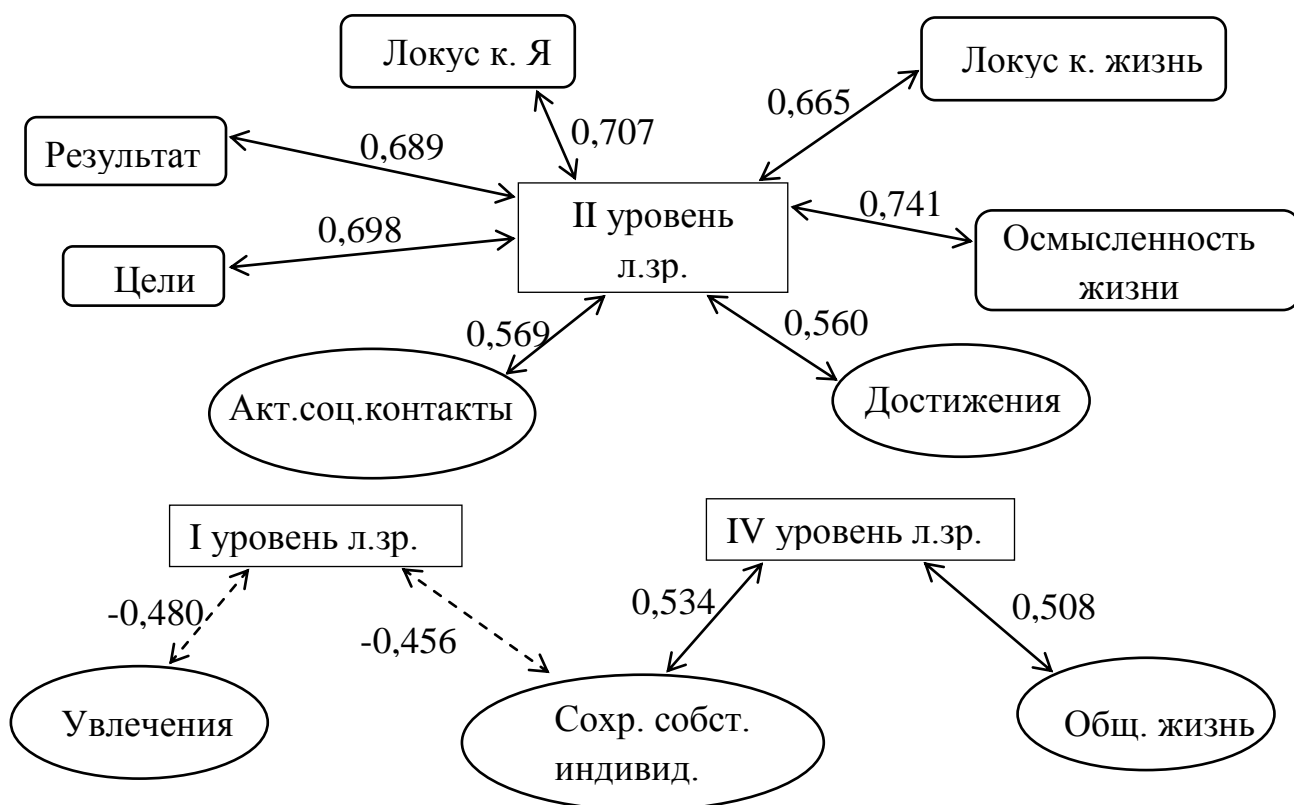 Локус к. Я
Локус к. жизнь
0,665
0,707
Результат
0,689
II уровень
л.зр.
0,741
0,698
Осмысленность
жизни
Цели
0,569
0,560
Акт.соц.контакты
Достижения
I уровень л.зр.
IV уровень л.зр.
-0,480
-0,456
0,534
0,508
Увлечения
Сохр. собст.
индивид.
Общ. жизнь